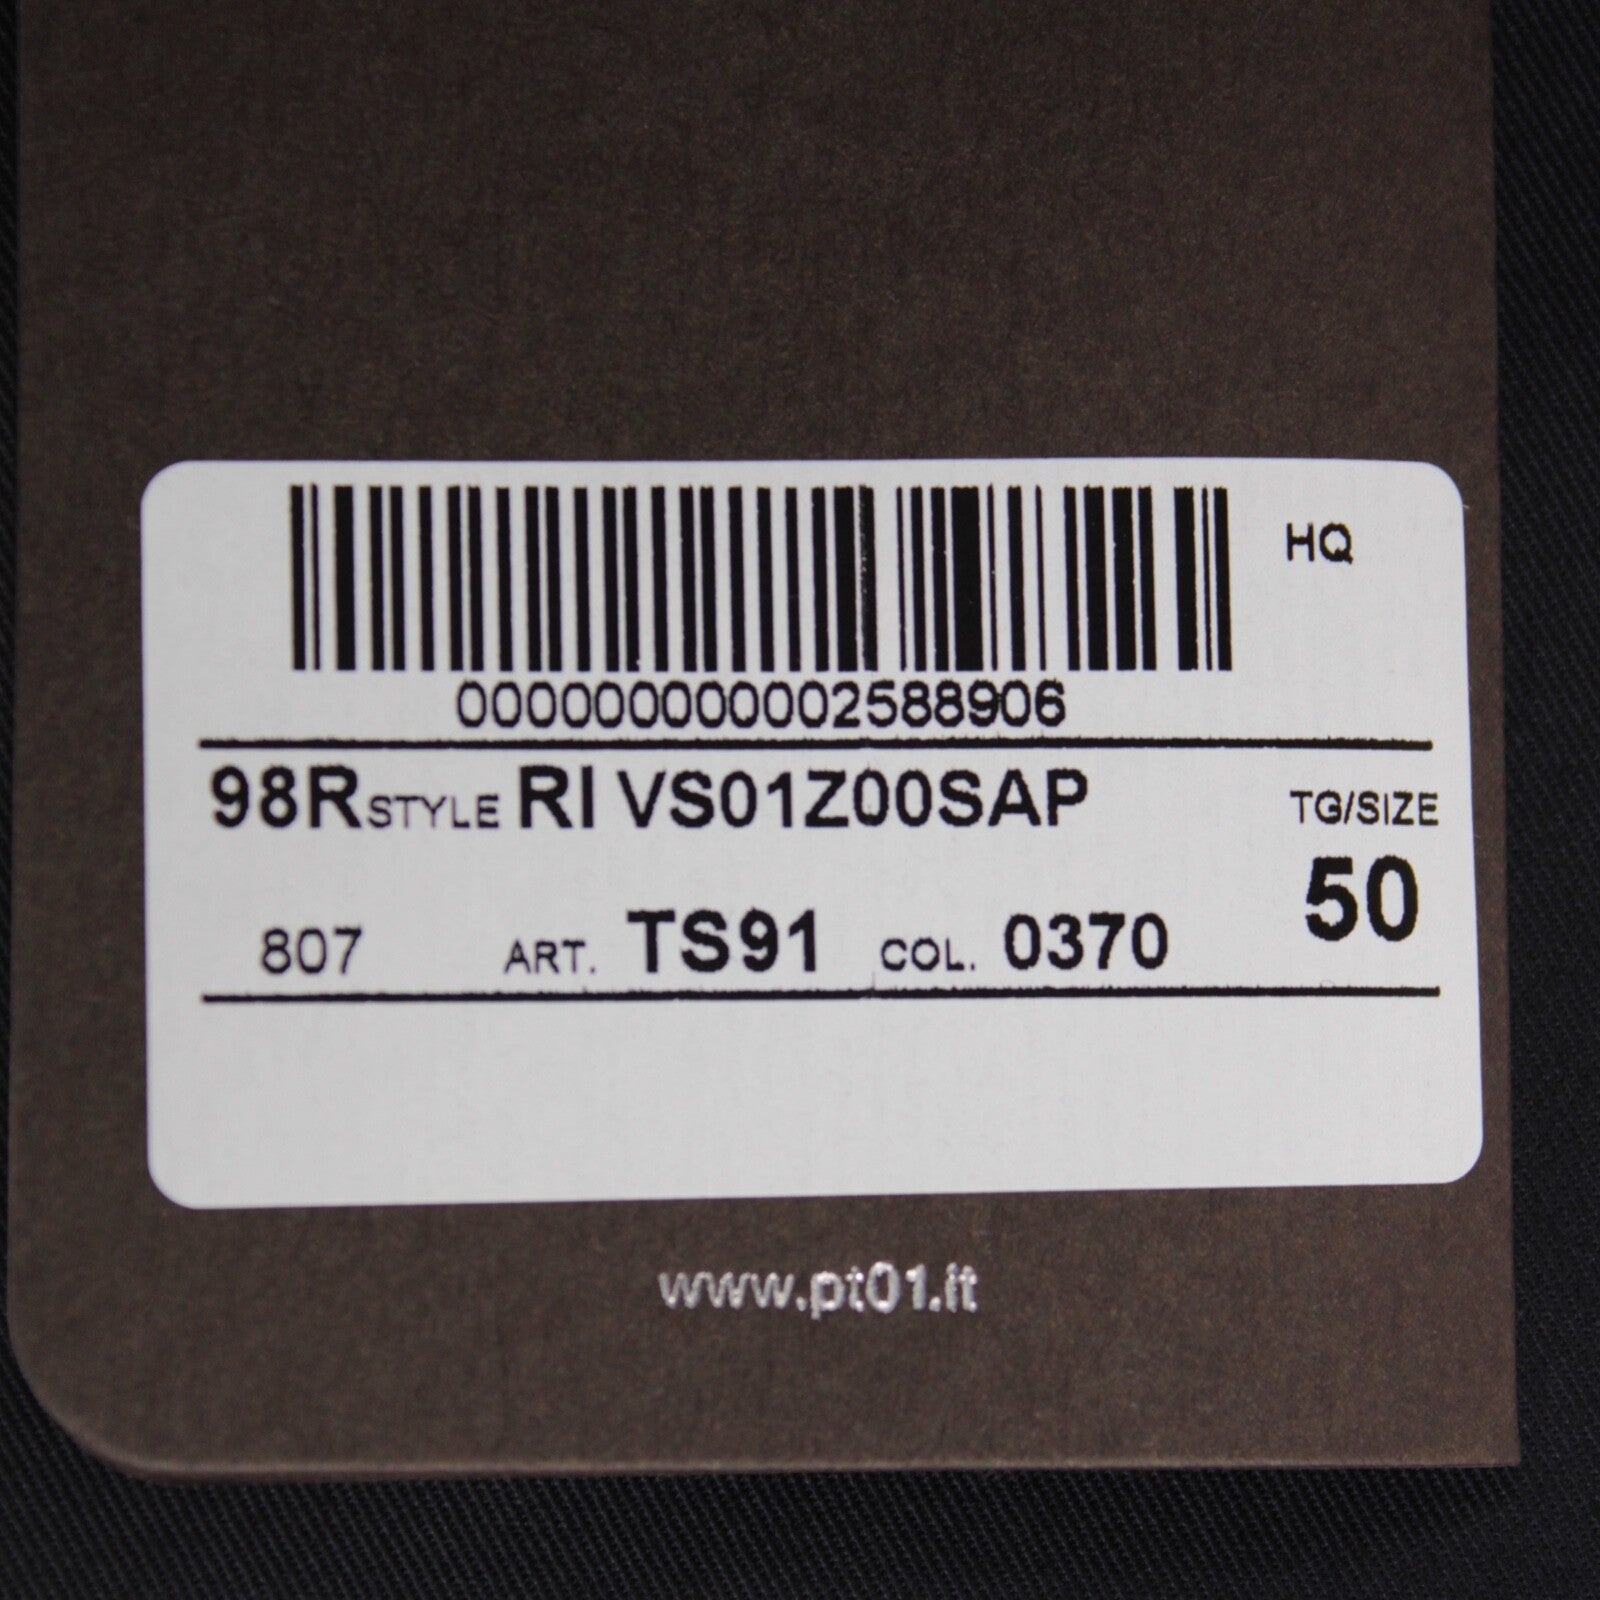 HQ
000000000002588906
98R STYLE RI VS01Z00SAP
TG/SIZE
50
807 ART. TS91 COL. 0370
www.pt01.it